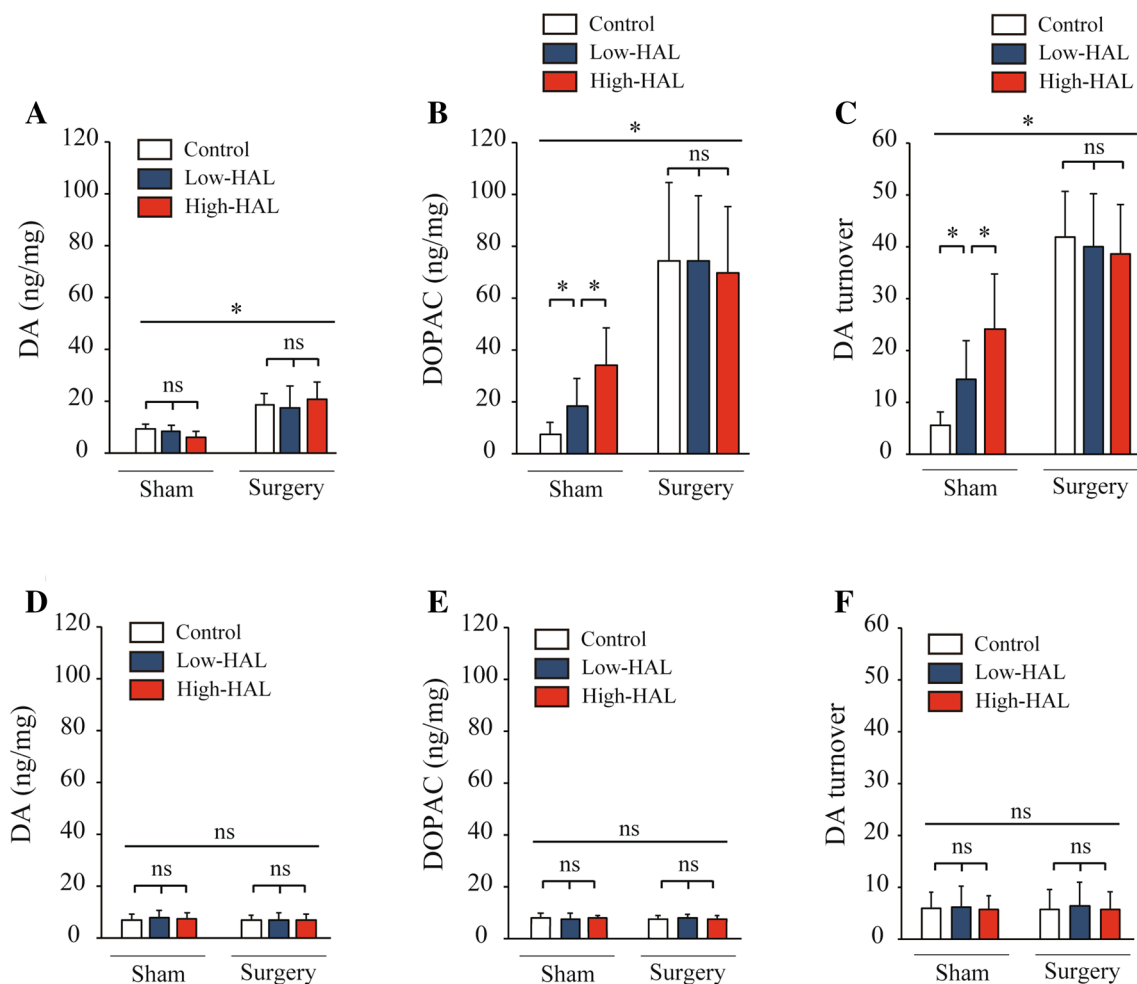 Control
Low-HAL
High-HAL
Control
Low-HAL
High-HAL
A
DA (ng/mg)
120
100
80
60
40
20
0
Control
Low-HAL
High-HAL
*
ns
ns
Sham
Surgery
B
DOPAC (ng/mg)
120
100
80
60
40
20
0
*
ns
* *
Sham
Surgery
C
DA turnover
60
50
40
30
20
10
0
*
ns
* *
Sham
Surgery
D
DA (ng/mg)
120
100
80
60
40
20
0
Control
Low-HAL
High-HAL
ns
ns
ns
Sham
Surgery
E
DOPAC (ng/mg)
120
100
80
60
40
20
0
Control
Low-HAL
High-HAL
ns
ns
ns
Sham
Surgery
F
DA turnover
60
50
40
30
20
10
0
Control
Low-HAL
High-HAL
ns
ns
ns
Sham
Surgery